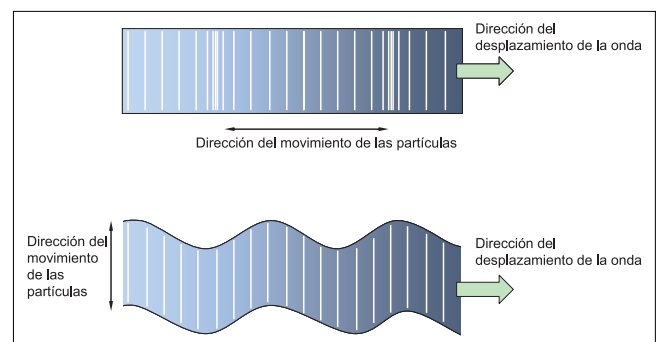 Dirección del
desplazamiento de la onda
Dirección del movimiento de las partículas
Dirección del
movimiento
de las
partículas
Dirección del
desplazamiento de la onda